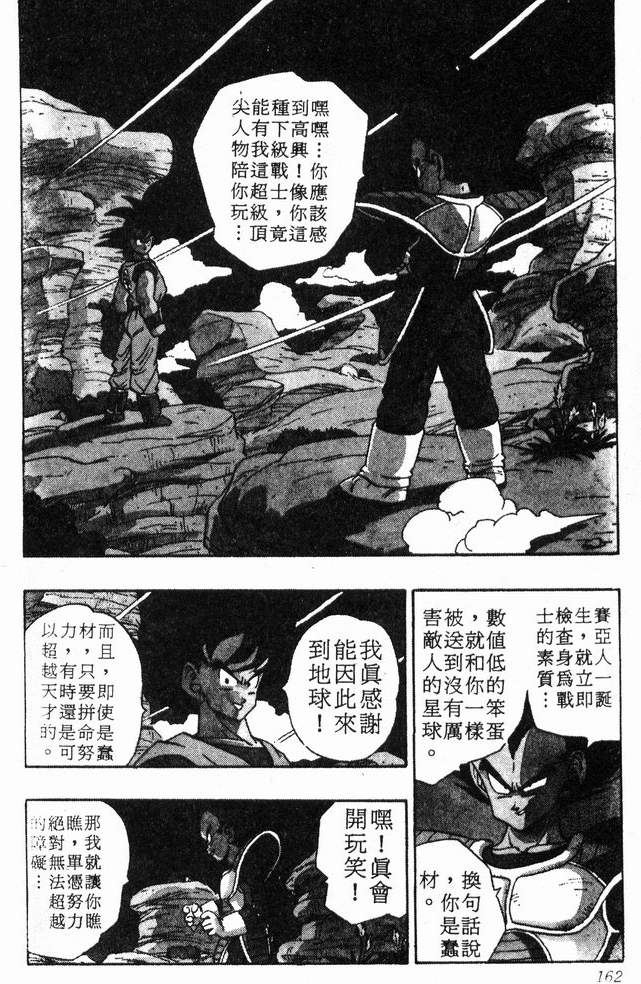 嘿嘿…你應該感
到高興！像你這
種下級戰士，竟
能有我這超級頂
尖人物陪你玩…
賽亞人一誕
生，就立即
檢查身爲戰
士的素質…
數值低的笨蛋
，就和你一樣
被送到沒有厲
害敵人的星球。
換句話說
，你是蠢
材。
我眞感謝
能因此來
到地球！
而且，即使是蠢
材，只要拼命努
力，有時還是可
以超越天才的。
嘿！眞會
開玩笑！
那我就讓你瞧
瞧，單憑努力
絕對無法超越
的障礙…
162